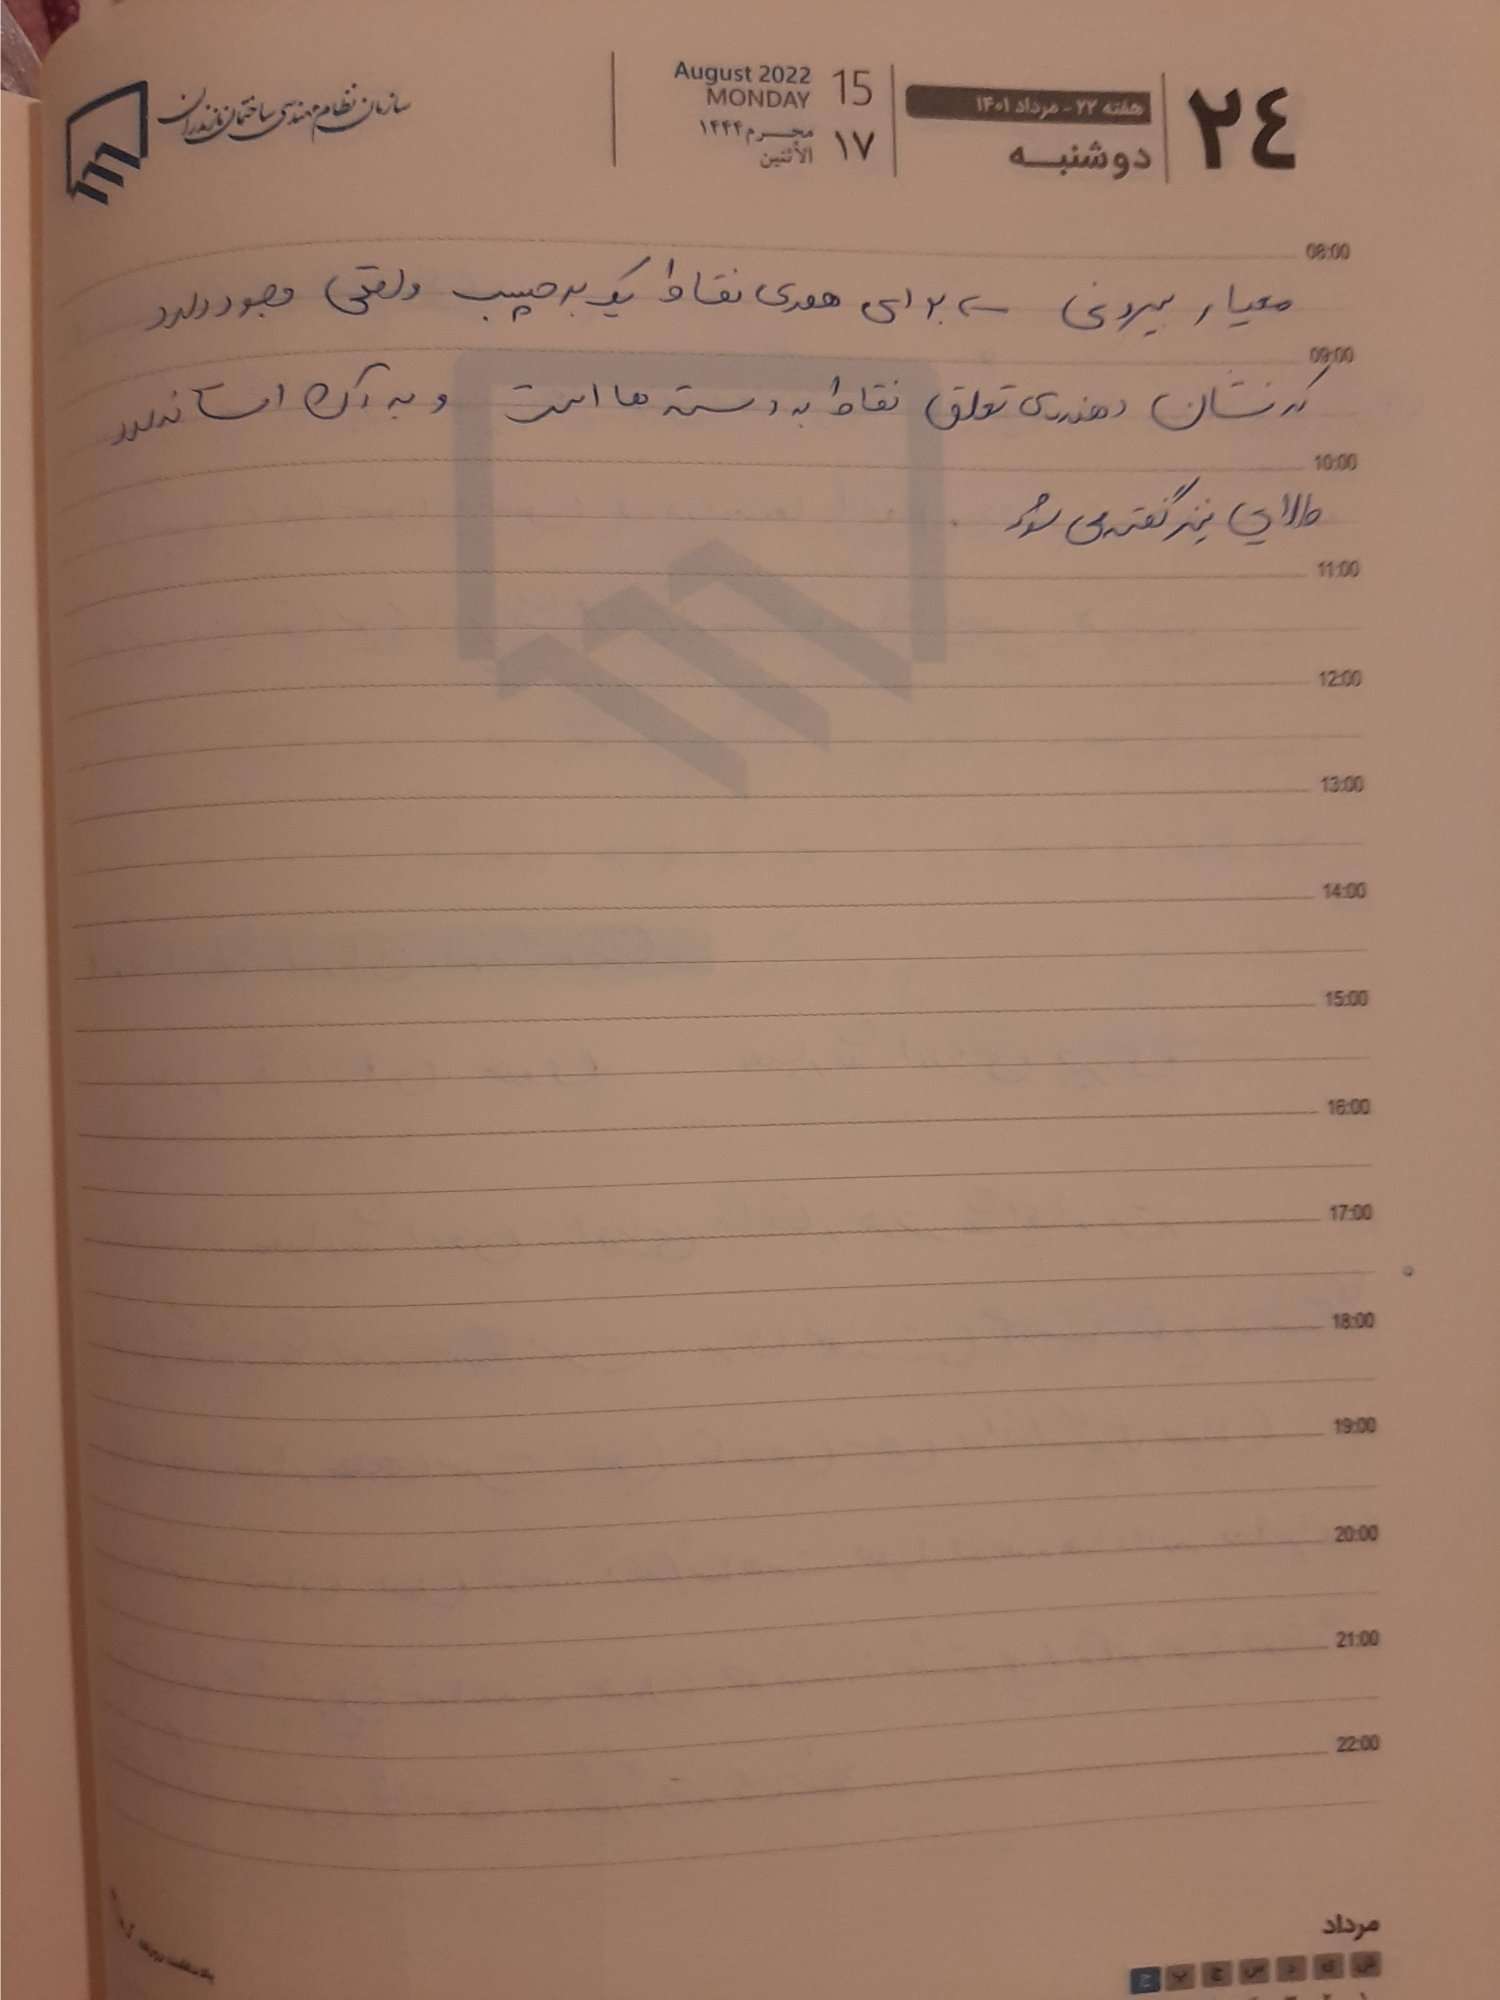 ۲٤
هفته ۲۲ - مرداد ۱۴۰۱
دوشنبه
15 August 2022
MONDAY
۱۷ محرم ۱۴۴۴
الأثنین
سازمان نظام مهندسی ساختمان مازندران
08:00
معیار بیرونی ← برای همه‌ی نقاط یک برچسب واقعی وجود دارد
09:00
که نشان دهنده‌ی تعلق نقاط به دسته ها است و به آن استاندارد
10:00
طلایی نیز گفته می شود.
11:00
12:00
13:00
14:00
15:00
16:00
17:00
18:00
19:00
20:00
21:00
22:00
مرداد
ش ی د س چ پ ج